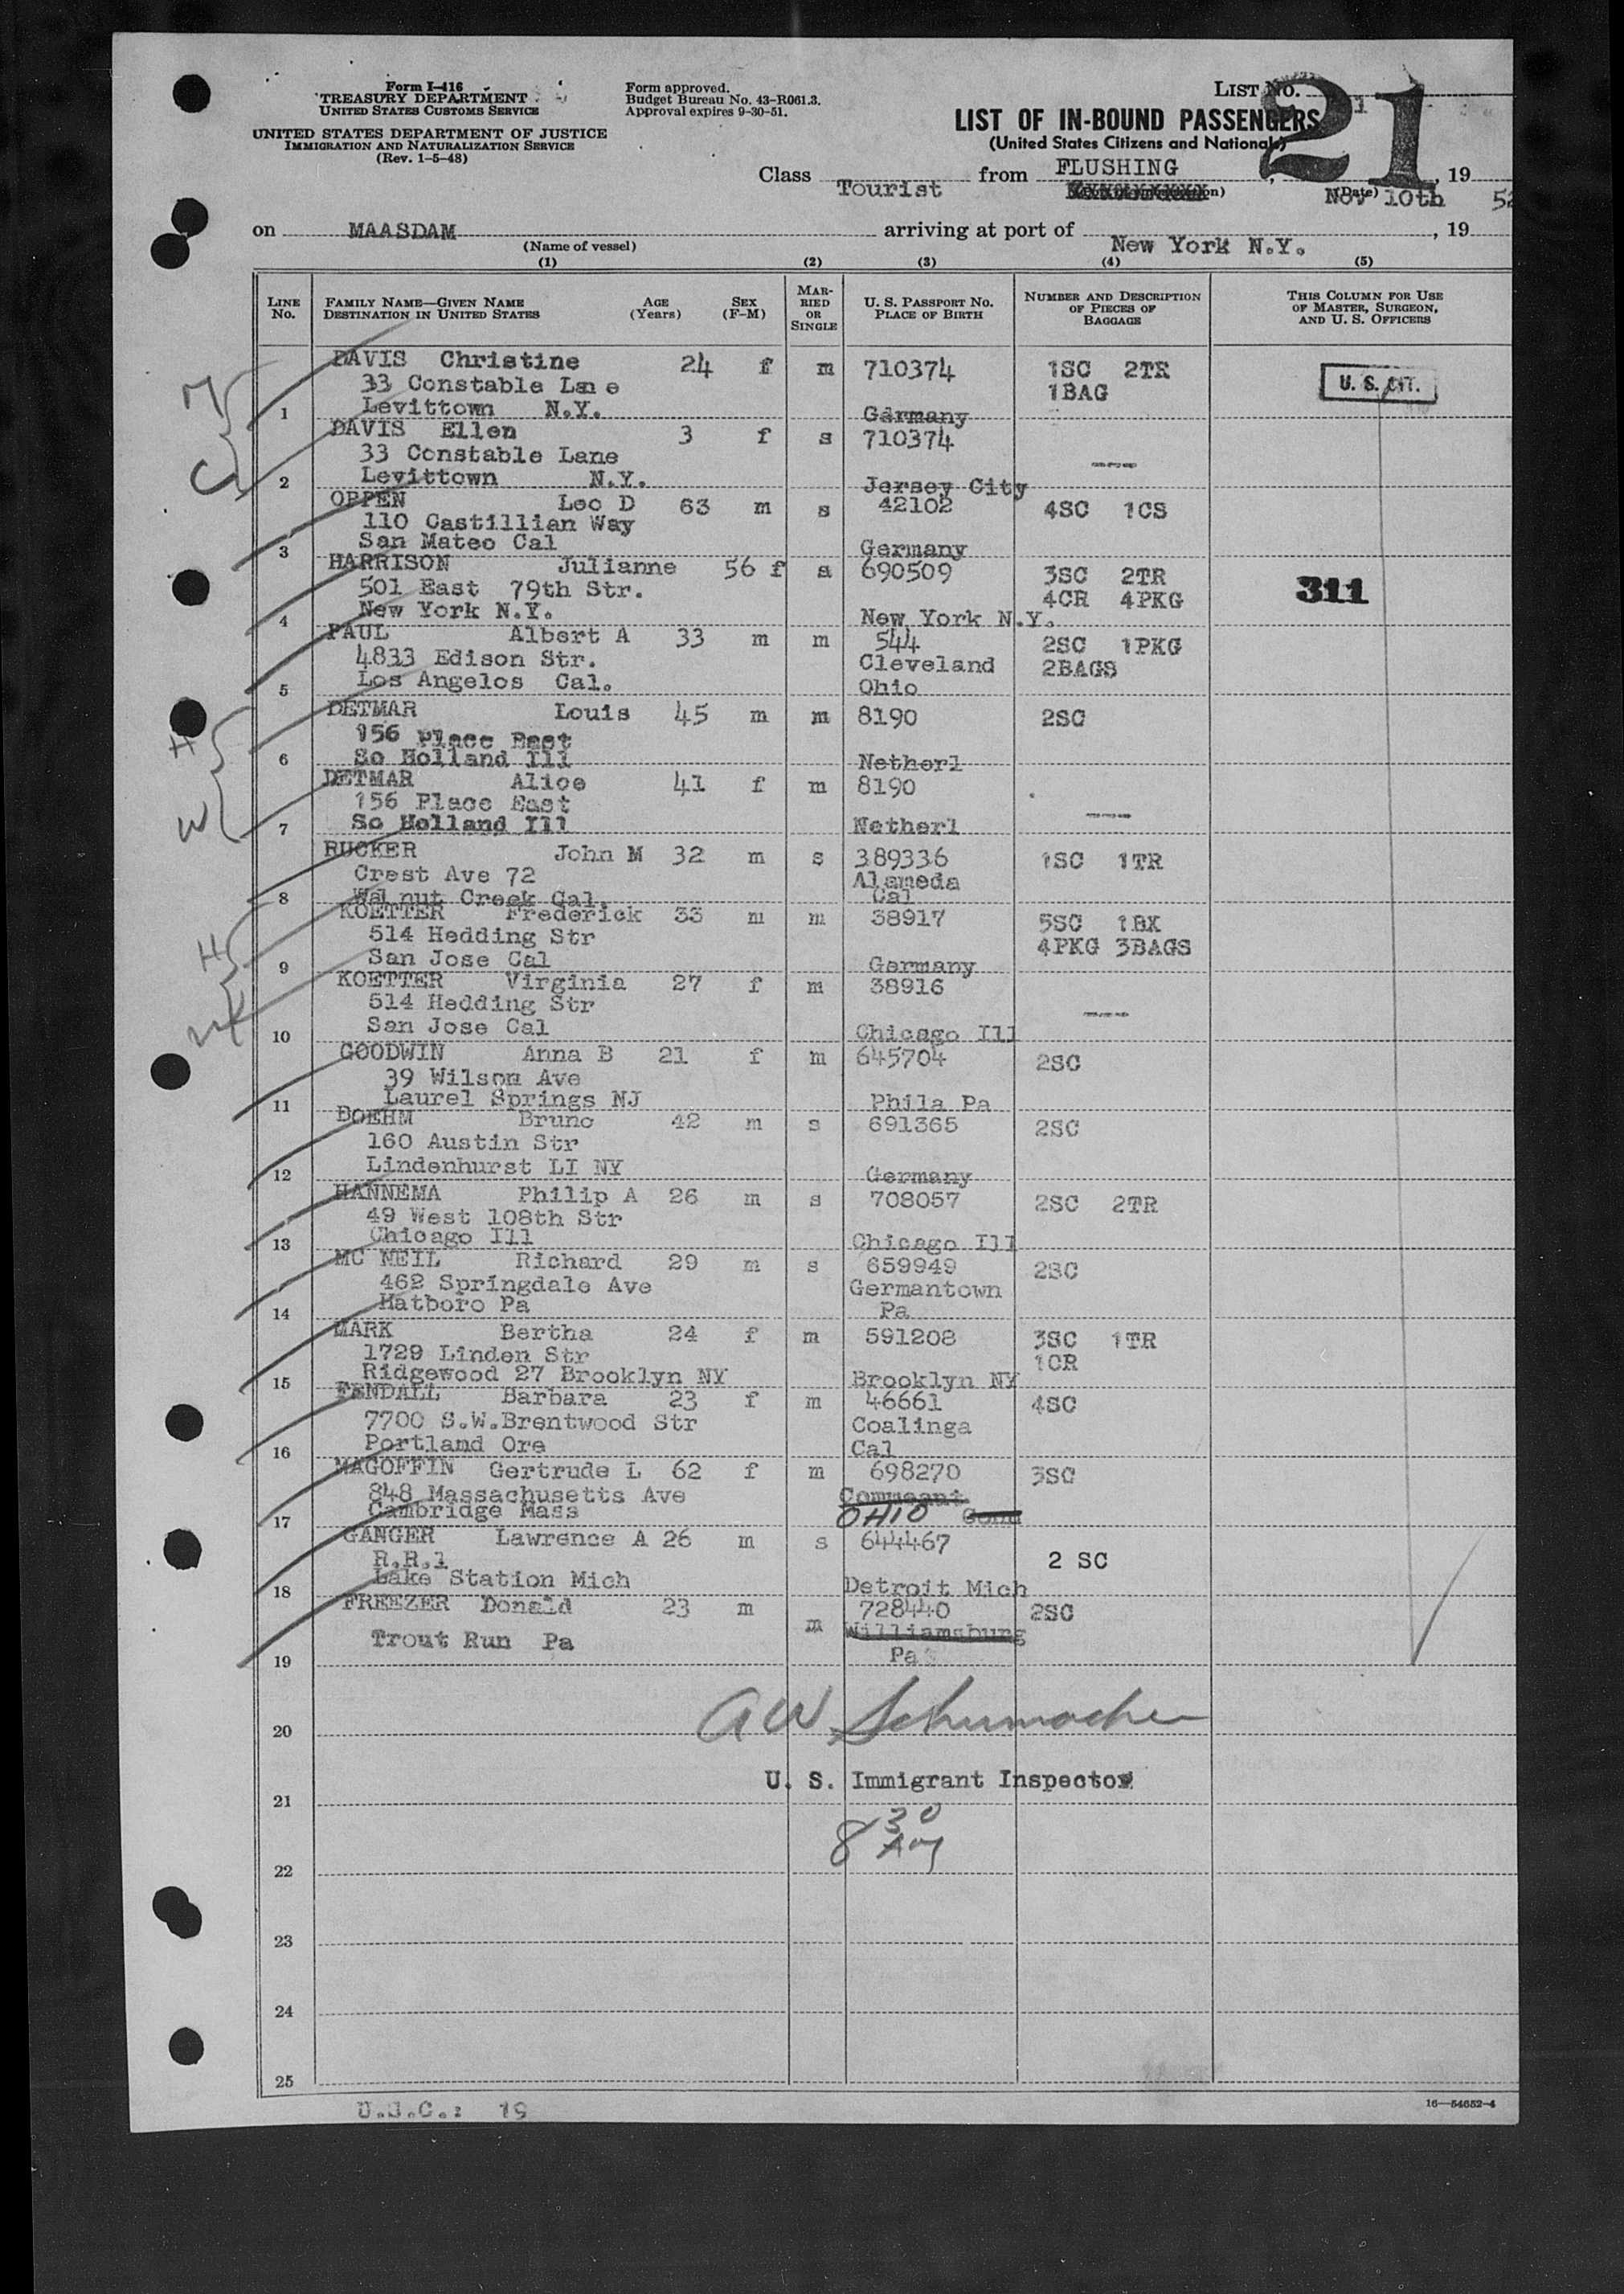 Form I-416
TREASURY DEPARTMENT
UNITED STATES CUSTOMS SERVICE
UNITED STATES DEPARTMENT OF JUSTICE
IMMIGRATION AND NATURALIZATION SERVICE
(Rev. 1-5-48)
Form approved.
Budget Bureau No. 43-R061.3.
Approval expires 9-30-51.
LIST NO.
21
LIST OF IN-BOUND PASSENGERS
(United States Citizens and Nationals)
Class Tourist from FLUSHING, Nov 10th, 19 52
(Date)
on MAASDAM arriving at port of New York N.Y., 19
(Name of vessel)
(1) (2) (3) (4) (5)
LINE No. FAMILY NAME—GIVEN NAME DESTINATION IN UNITED STATES AGE (Years) SEX (F-M) MARRIED OR SINGLE U. S. PASSPORT NO. PLACE OF BIRTH NUMBER AND DESCRIPTION OF PIECES OF BAGGAGE THIS COLUMN FOR USE OF MASTER, SURGEON, AND U. S. OFFICERS
DAVIS Christine 24 f m 710374 1SC 2TR U. S. CIT.
33 Constable Lane 1BAG
1 Levittown N.Y. Garmany
DAVIS Ellen 3 f s 710374
33 Constable Lane ----
2 Levittown N.Y. Jersey City
OPPEN Leo D 63 m s 42102 4SC 1CS
110 Castillian Way
3 San Mateo Cal Germany
HARRISON Julianne 56 f s 690509 3SC 2TR 311
501 East 79th Str. 4CR 4PKG
4 New York N.Y. New York N.Y.
PAUL Albert A 33 m m 544 2SC 1PKG
4833 Edison Str. Cleveland 2BAGS
5 Los Angelos Cal. Ohio
DETMAR Louis 45 m m 8190 2SC
156 Place East
6 So Holland Ill Netherl
DETMAR Alice 41 f m 8190
156 Place East ----
7 So Holland Ill Netherl
RUCKER John M 32 m s 389336 1SC 1TR
Crest Ave 72 Alameda
8 Walnut Creek Cal. Cal
KOETTER Frederick 33 m m 38917 5SC 1BX
514 Hedding Str 4PKG 3BAGS
9 San Jose Cal Germany
KOETTER Virginia 27 f m 38916
514 Hedding Str ----
10 San Jose Cal Chicago Ill
GOODWIN Anna B 21 f m 645704 2SC
39 Wilson Ave
11 Laurel Springs NJ Phila Pa
BOEHM Bruno 42 m s 691365 2SC
160 Austin Str
12 Lindenhurst LI NY Germany
HANNEMA Philip A 26 m s 708057 2SC 2TR
49 West 108th Str
13 Chicago Ill Chicago Ill
MC NEIL Richard 29 m s 659949 2SC
462 Springdale Ave Germantown
14 Hatboro Pa Pa
MARK Bertha 24 f m 591208 3SC 1TR
1729 Linden Str 1CR
15 Ridgewood 27 Brooklyn NY Brooklyn NY
FENDALL Barbara 23 f m 46661 4SC
7700 S.W.Brentwood Str Coalinga
16 Portland Ore Cal
MAGOFFIN Gertrude L 62 f m 698270 3SC
848 Massachusetts Ave
17 Cambridge Mass OHIO
GANGER Lawrence A 26 m s 644467
R.R.1 2 SC
18 Lake Station Mich Detroit Mich
FREEZER Donald 23 m m 728440 2SC
Trout Run Pa Williamsburg
19 Pa
20 A W Schumacher
U. S. Immigrant Inspector
21
8 30 AM
22
23
24
25
U.S.C.: 19
16—54652-4